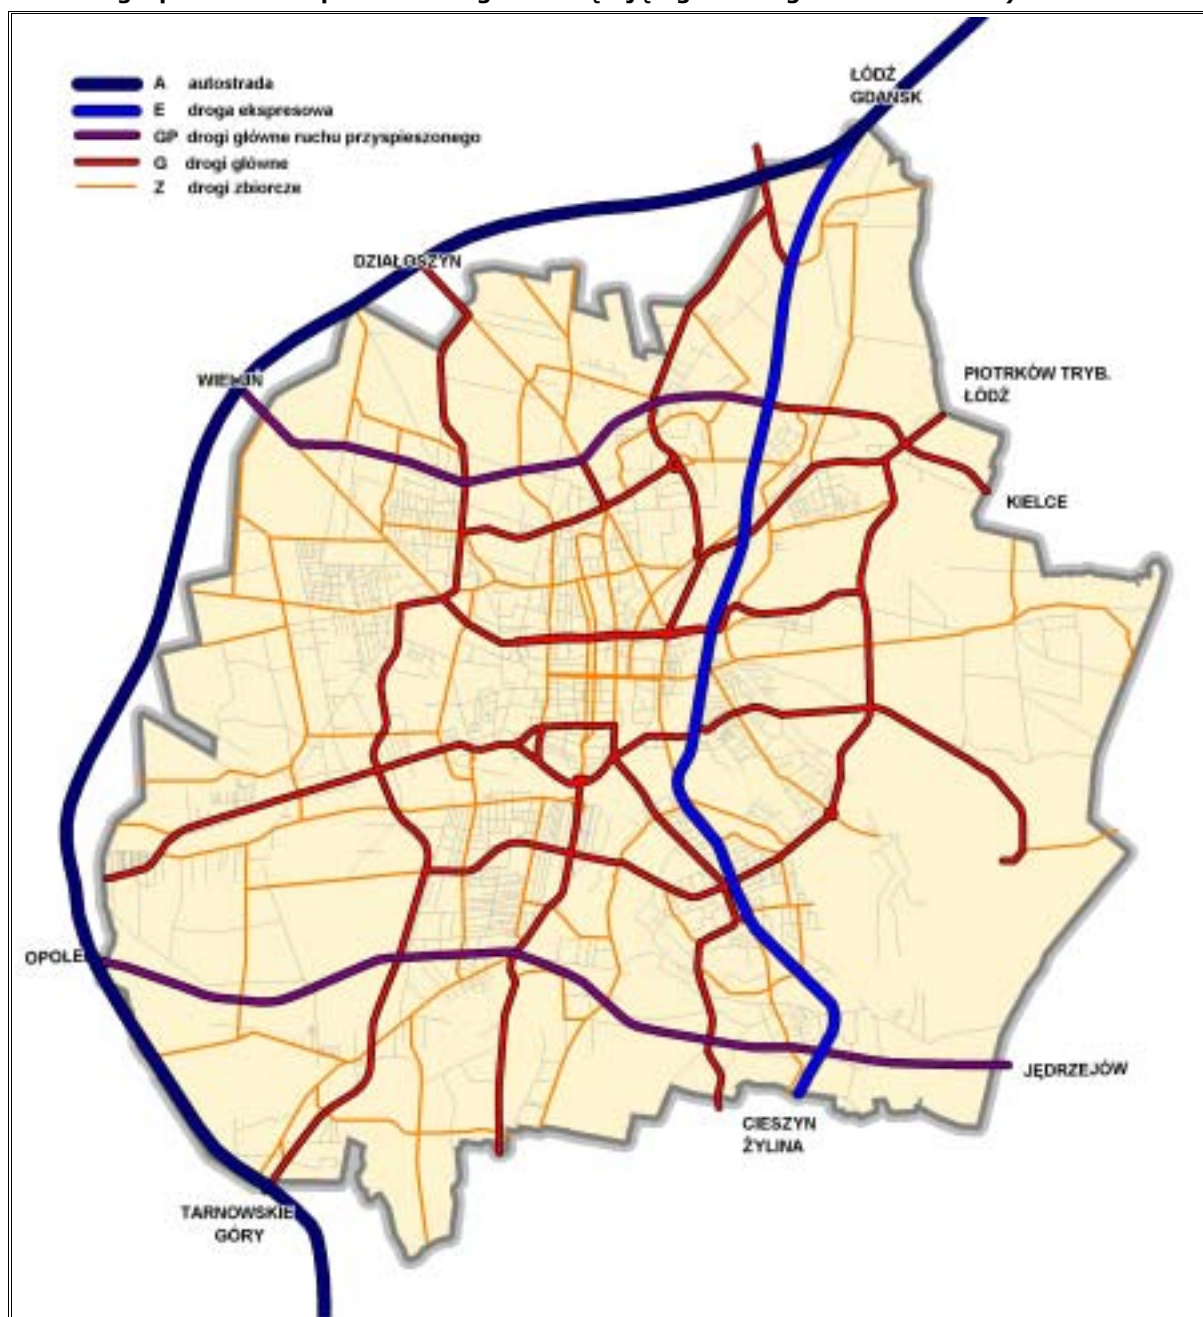 A autostrada
E droga ekspresowa
GP drogi główne ruchu przyspieszonego
G drogi główne
Z drogi zbiorcze
ŁÓDŹ
GDAŃSK
DZIAŁOSZYN
WIELUŃ
PIOTRKÓW TRYB.
ŁÓDŹ
KIELCE
OPOLE
JĘDRZEJÓW
CIESZYN
ŻYLINA
TARNOWSKIE
GÓRY